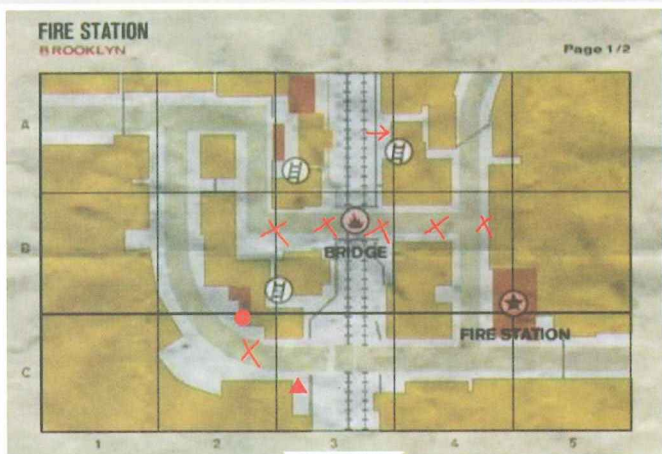 FIRE STATION
BROOKLYN
Page 1/2
A
B
BRIDGE
FIRE STATION
C
1 2 3 4 5